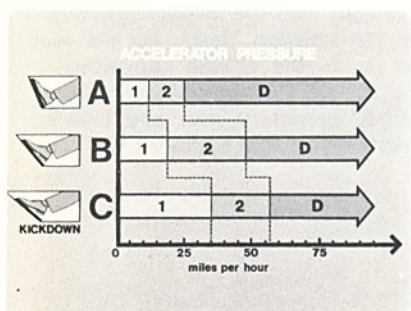 ACCELERATOR PRESSURE
A 1 2 D
B 1 2 D
C 1 2 D
KICKDOWN
0 25 50 75
miles per hour